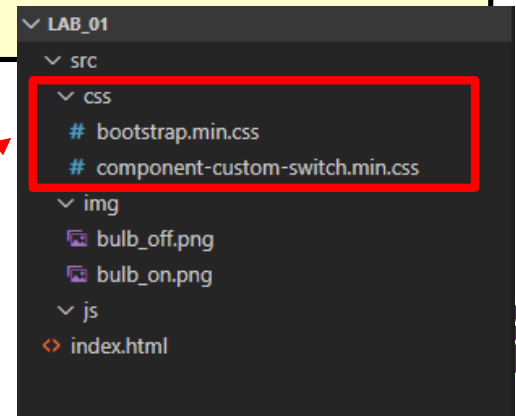 LAB_01
src
css
# bootstrap.min.css
# component-custom-switch.min.css
img
bulb_off.png
bulb_on.png
js
<> index.html